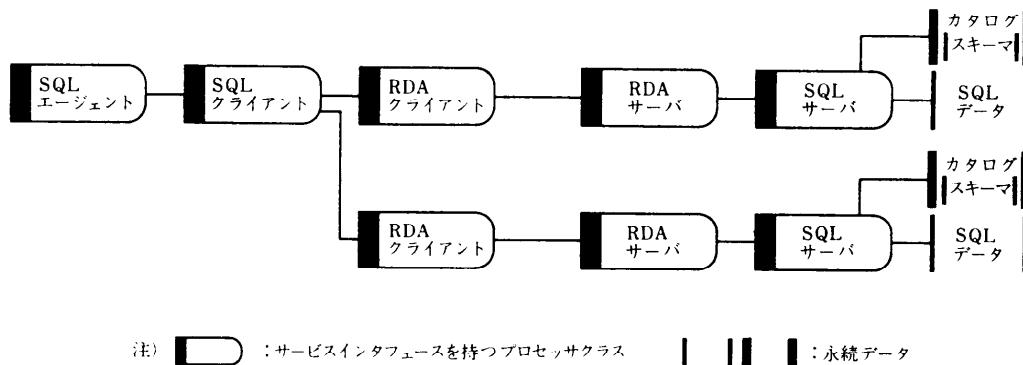 SQL
エージェント
SQL
クライアント
RDA
クライアント
RDA
サーバ
SQL
サーバ
カタログ
スキーマ
SQL
データ
RDA
クライアント
RDA
サーバ
SQL
サーバ
カタログ
スキーマ
SQL
データ
注) :サービスインタフェースを持つプロセッサクラス :永続データ